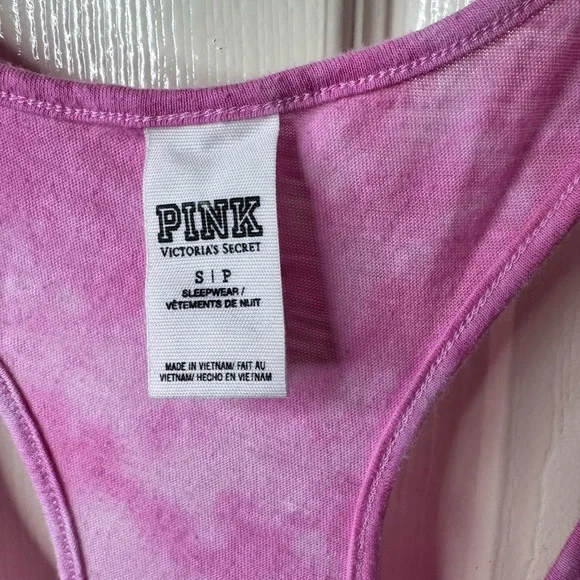 PINK
VICTORIA'S SECRET
S | P
SLEEPWEAR /
VÊTEMENTS DE NUIT
MADE IN VIETNAM/ FAIT AU
VIETNAM/ HECHO EN VIETNAM